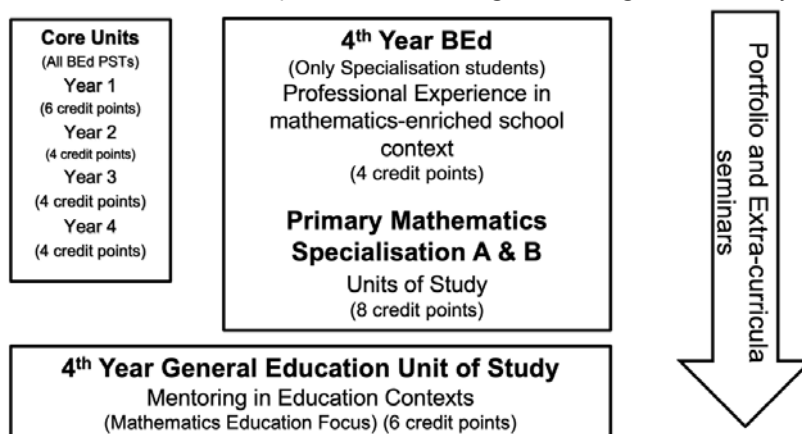 Core Units
(All BEd PSTs)
Year 1
(6 credit points)
Year 2
(4 credit points)
Year 3
(4 credit points)
Year 4
(4 credit points)
4th Year BEd
(Only Specialisation students)
Professional Experience in
mathematics-enriched school
context
(4 credit points)
Primary Mathematics
Specialisation A & B
Units of Study
(8 credit points)
Portfolio and Extra-curricula
seminars
4th Year General Education Unit of Study
Mentoring in Education Contexts
(Mathematics Education Focus) (6 credit points)